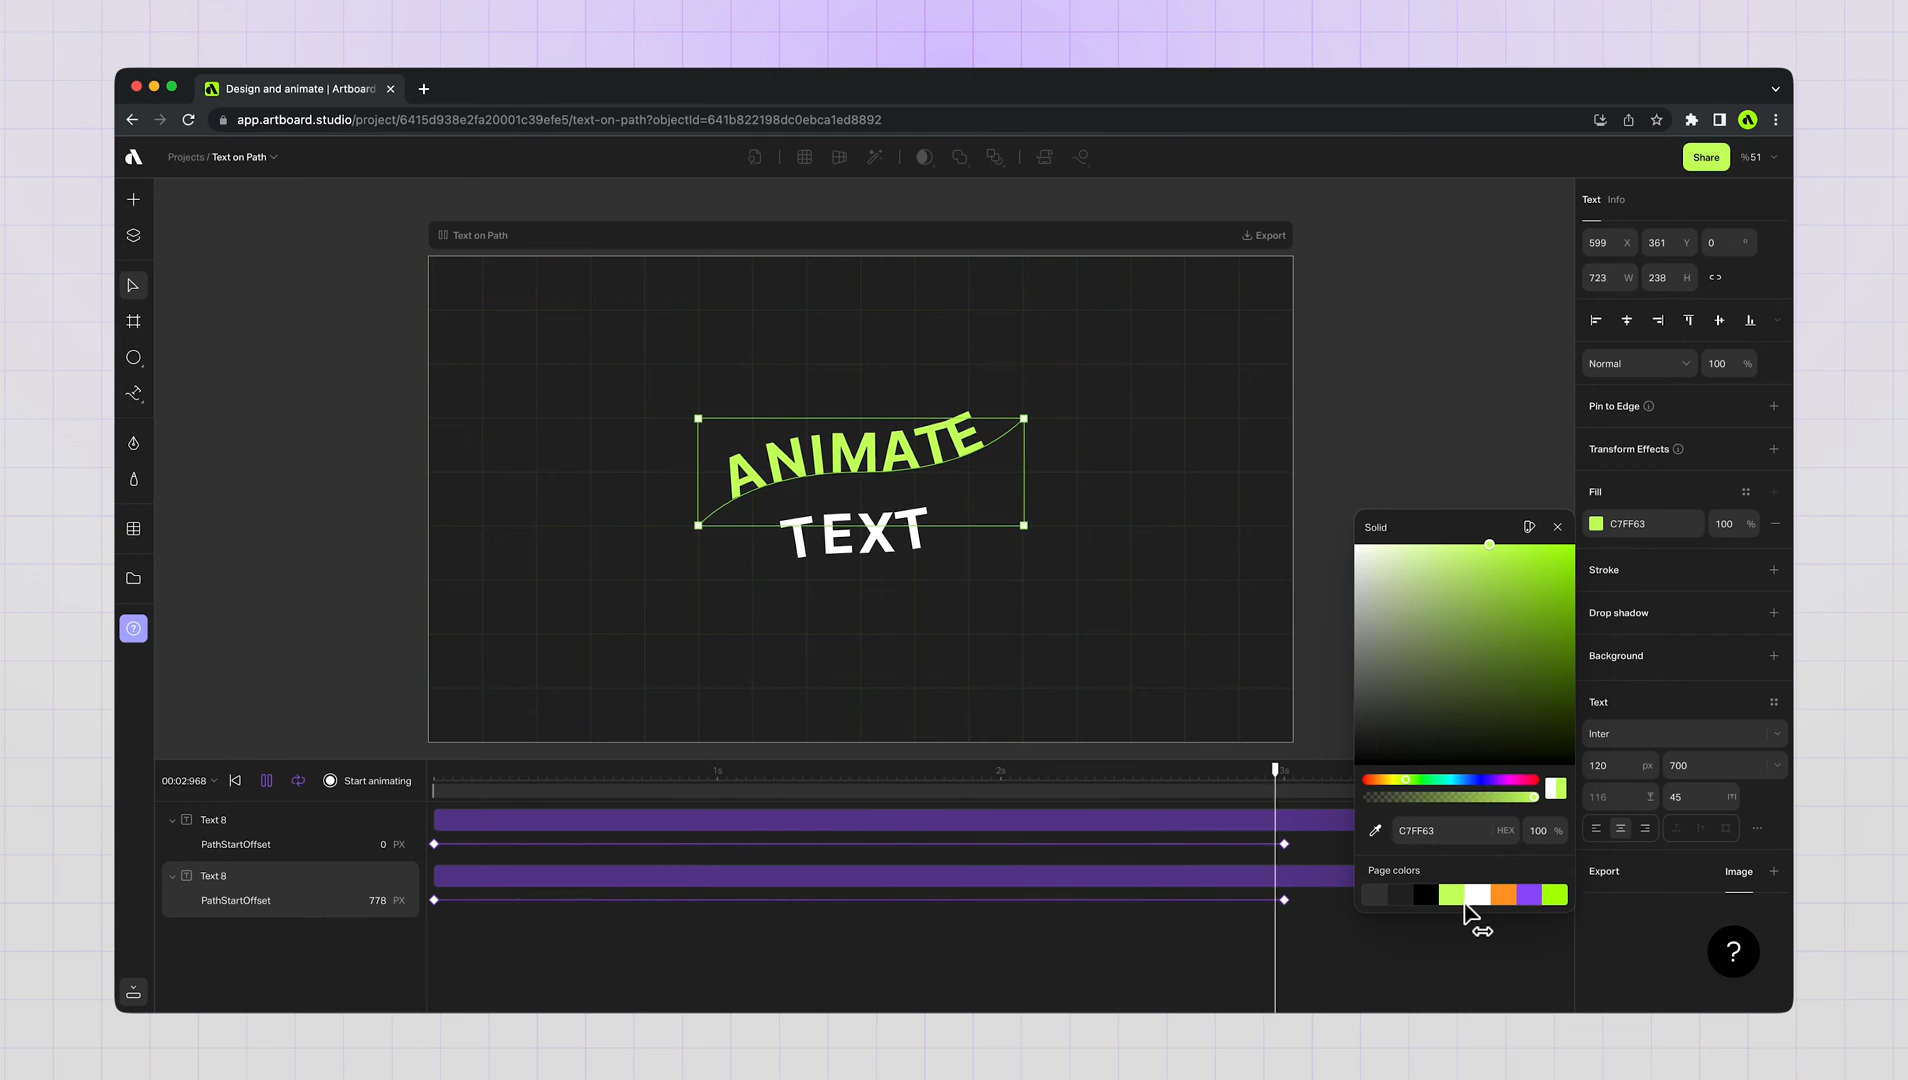 Design and animate | Artboard
app.artboard.studio/project/6415d938e2fa20001c39efe5/text-on-path?objectId=641b822198dc0ebca1ed8892
Projects / Text on Path
Share
%51
Text on Path
Export
ANIMATE
TEXT
Text Info
599 X 361 Y 0 °
723 W 238 H
Normal 100 %
Pin to Edge
Transform Effects
Fill
C7FF63 100 %
Stroke
Drop shadow
Background
Text
Inter
120 px 700
116 45
Export Image
Solid
C7FF63 HEX 100 %
Page colors
00:02:968 Start animating
1s 2s 3s
Text 8
PathStartOffset 0 PX
Text 8
PathStartOffset 778 PX
?